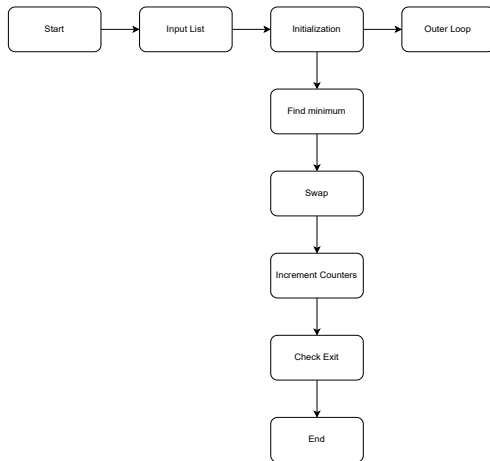 Start
Input List
Initialization
Outer Loop
Find minimum
Swap
Increment Counters
Check Exit
End